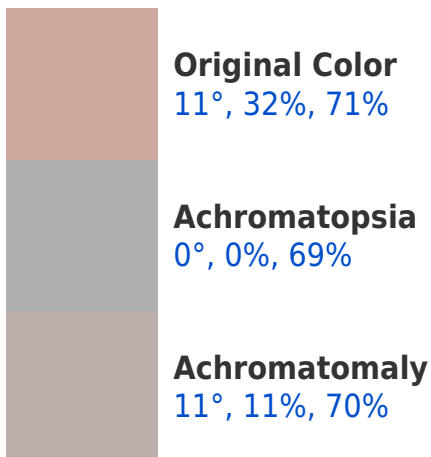 Original Color
11°, 32%, 71%
Achromatopsia
0°, 0%, 69%
Achromatomaly
11°, 11%, 70%